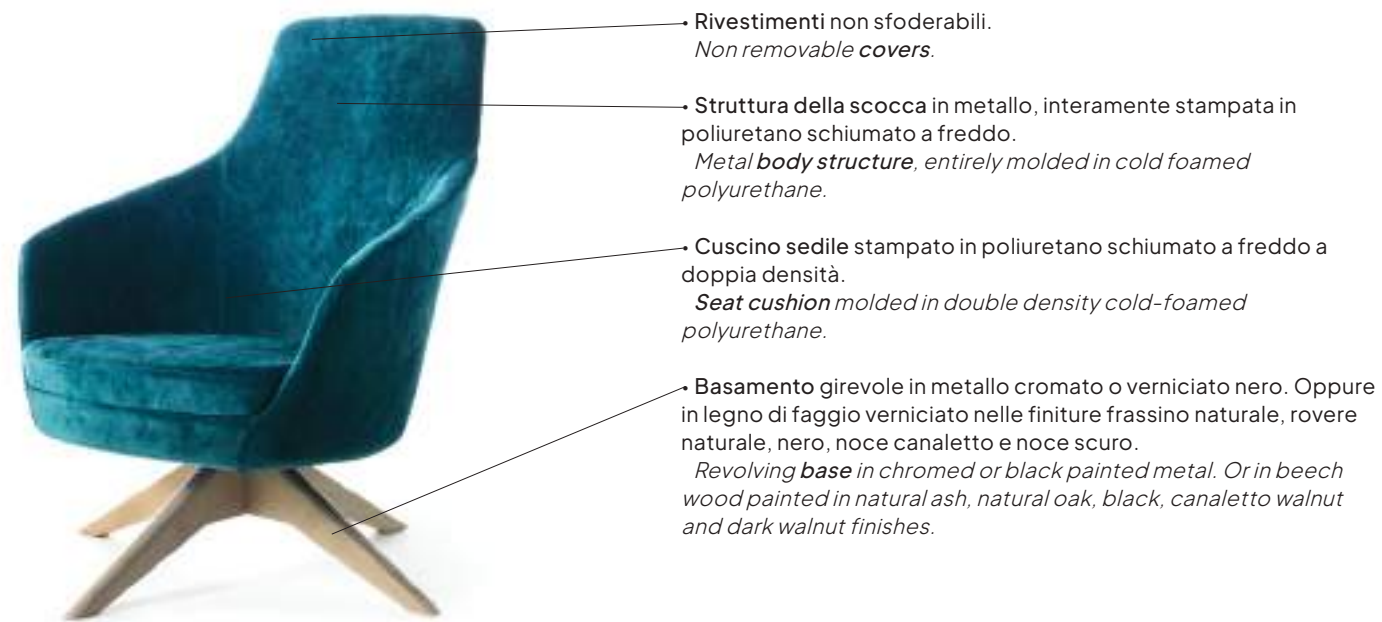 • Rivestimenti non sfoderabili.
Non removable covers.
• Struttura della scocca in metallo, interamente stampata in
poliuretano schiumato a freddo.
Metal body structure, entirely molded in cold foamed
polyurethane.
• Cuscino sedile stampato in poliuretano schiumato a freddo a
doppia densità.
Seat cushion molded in double density cold-foamed
polyurethane.
• Basamento girevole in metallo cromato o verniciato nero. Oppure
in legno di faggio verniciato nelle finiture frassino naturale, rovere
naturale, nero, noce canaletto e noce scuro.
Revolving base in chromed or black painted metal. Or in beech
wood painted in natural ash, natural oak, black, canaletto walnut
and dark walnut finishes.